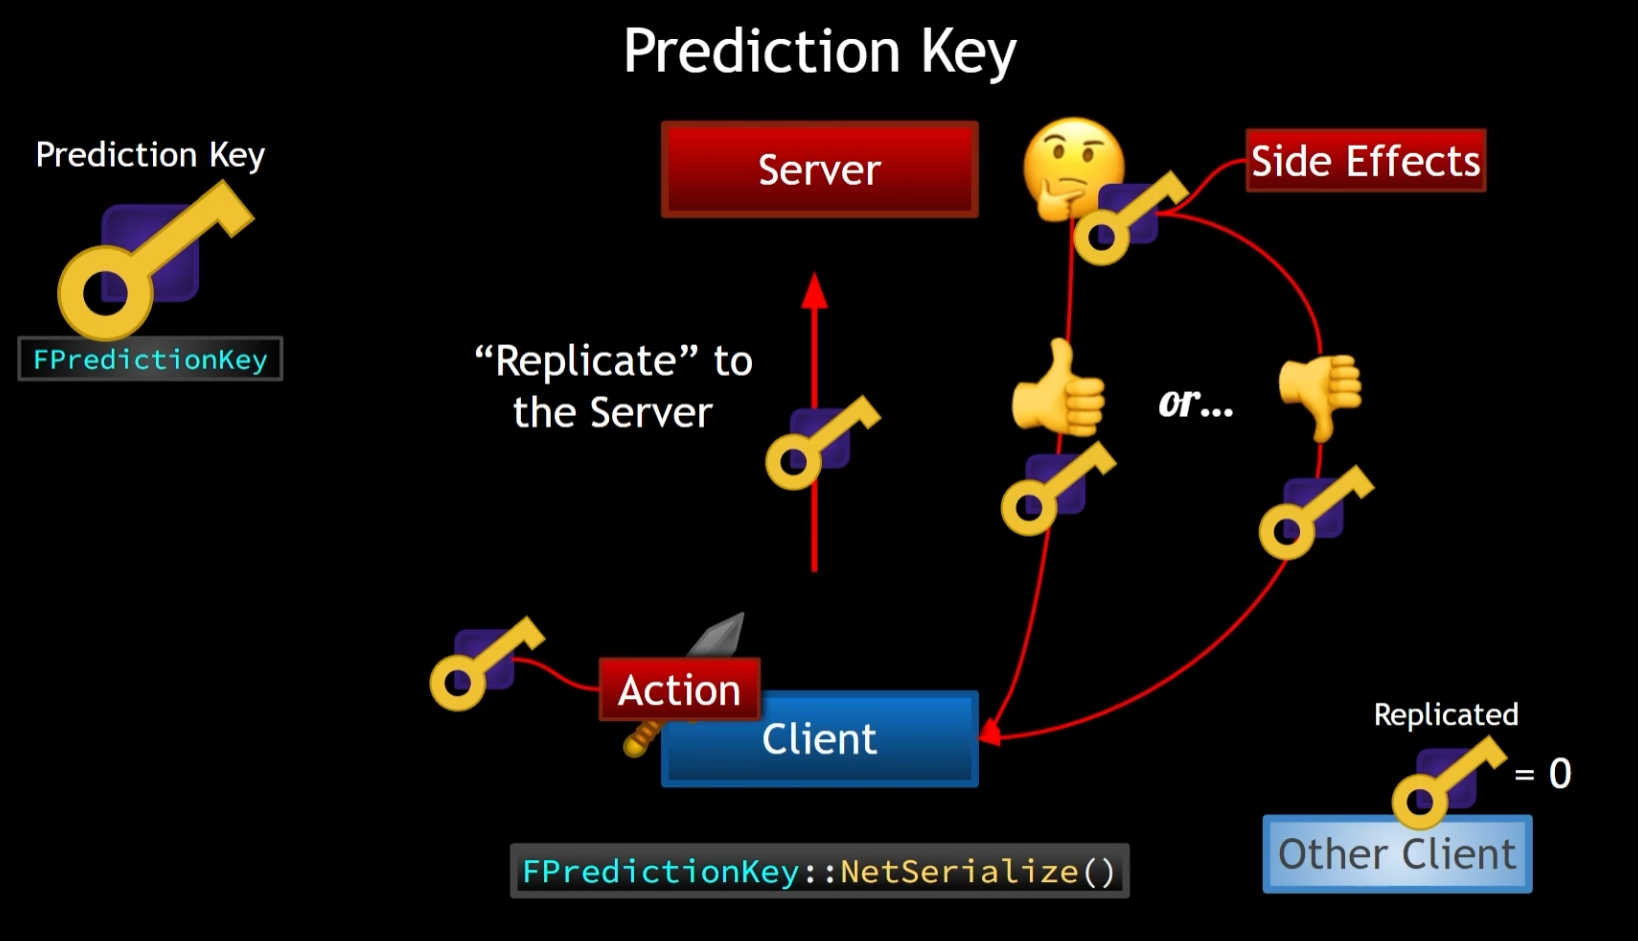 Prediction Key
Prediction Key
FPredictionKey
Server
Side Effects
“Replicate” to
the Server
or...
Action
Client
Replicated
= 0
Other Client
FPredictionKey::NetSerialize()